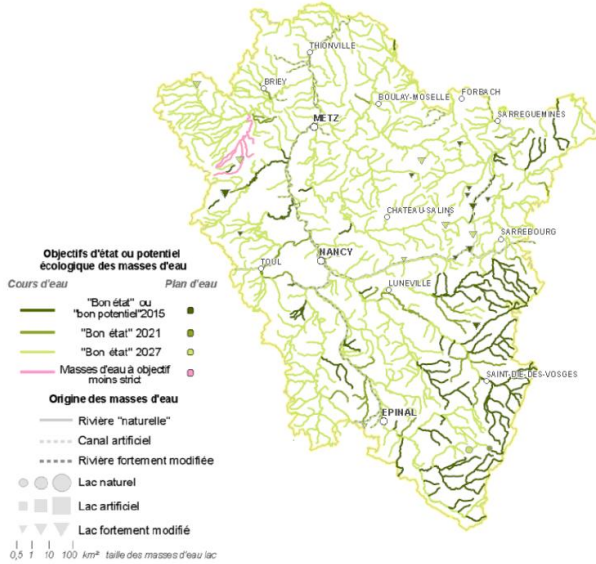 THIONVILLE
BRIEY
BOULAY-MOSELLE
FORBACH
SARREGUEMINES
METZ
CHATEAU-SALINS
SARREBOURG
TOUL
NANCY
LUNEVILLE
SAINT-DIE-DES-VOSGES
EPINAL
Objectifs d'état ou potentiel
écologique des masses d'eau
Cours d'eau
Plan d'eau
"Bon état" ou
"bon potentiel"2015
"Bon état" 2021
"Bon état" 2027
Masses d'eau à objectif
moins strict
Origine des masses d'eau
Rivière "naturelle"
Canal artificiel
Rivière fortement modifiée
Lac naturel
Lac artificiel
Lac fortement modifié
0,5 1 10 100 km² taille des masses d'eau lac